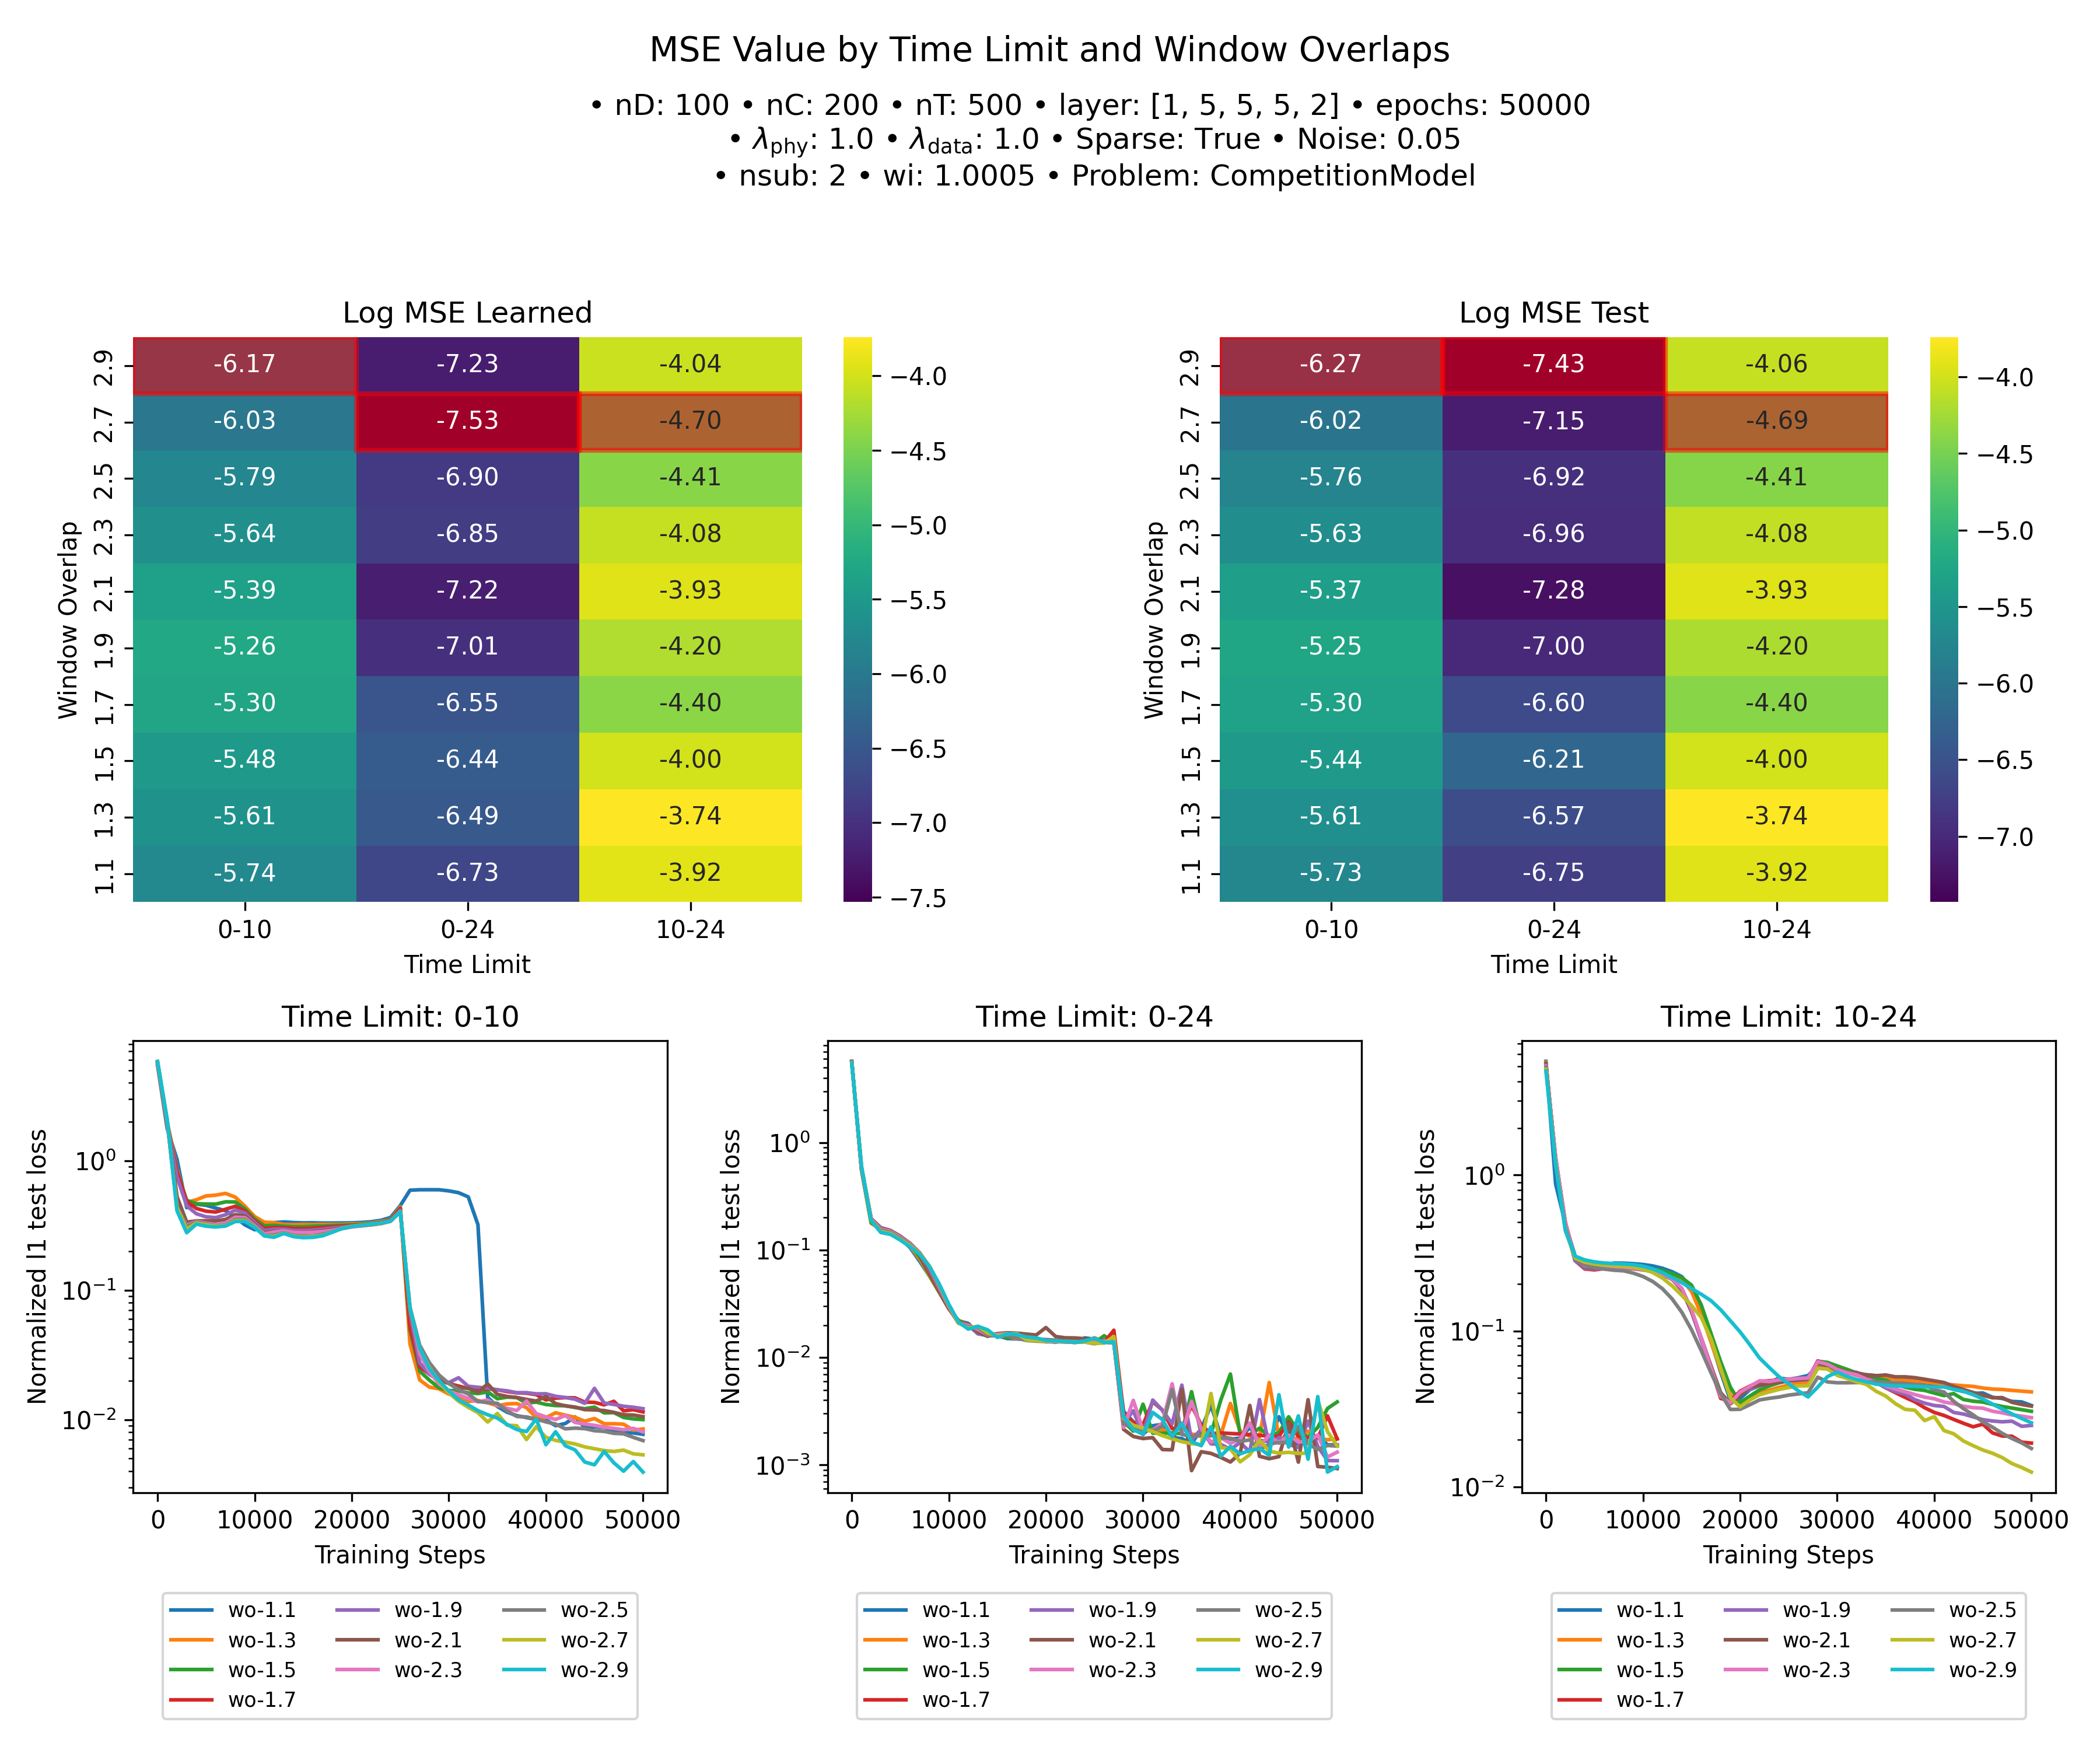 MSE Value by Time Limit and Window Overlaps
• nD: 100 • nC: 200 • nT: 500 • layer: [1, 5, 5, 5, 2] • epochs: 50000
• λphy: 1.0 • λdata: 1.0 • Sparse: True • Noise: 0.05
• nsub: 2 • wi: 1.0005 • Problem: CompetitionModel
Log MSE Learned
Window Overlap
2.9 -6.17 -7.23 -4.04
2.7 -6.03 -7.53 -4.70
2.5 -5.79 -6.90 -4.41
2.3 -5.64 -6.85 -4.08
2.1 -5.39 -7.22 -3.93
1.9 -5.26 -7.01 -4.20
1.7 -5.30 -6.55 -4.40
1.5 -5.48 -6.44 -4.00
1.3 -5.61 -6.49 -3.74
1.1 -5.74 -6.73 -3.92
0-10 0-24 10-24
Time Limit
−4.0
−4.5
−5.0
−5.5
−6.0
−6.5
−7.0
−7.5
Log MSE Test
Window Overlap
2.9 -6.27 -7.43 -4.06
2.7 -6.02 -7.15 -4.69
2.5 -5.76 -6.92 -4.41
2.3 -5.63 -6.96 -4.08
2.1 -5.37 -7.28 -3.93
1.9 -5.25 -7.00 -4.20
1.7 -5.30 -6.60 -4.40
1.5 -5.44 -6.21 -4.00
1.3 -5.61 -6.57 -3.74
1.1 -5.73 -6.75 -3.92
0-10 0-24 10-24
Time Limit
−4.0
−4.5
−5.0
−5.5
−6.0
−6.5
−7.0
Time Limit: 0-10
Normalized l1 test loss
10⁰
10⁻¹
10⁻²
0 10000 20000 30000 40000 50000
Training Steps
wo-1.1 wo-1.9 wo-2.5
wo-1.3 wo-2.1 wo-2.7
wo-1.5 wo-2.3 wo-2.9
wo-1.7
Time Limit: 0-24
Normalized l1 test loss
10⁰
10⁻¹
10⁻²
10⁻³
0 10000 20000 30000 40000 50000
Training Steps
wo-1.1 wo-1.9 wo-2.5
wo-1.3 wo-2.1 wo-2.7
wo-1.5 wo-2.3 wo-2.9
wo-1.7
Time Limit: 10-24
Normalized l1 test loss
10⁰
10⁻¹
10⁻²
0 10000 20000 30000 40000 50000
Training Steps
wo-1.1 wo-1.9 wo-2.5
wo-1.3 wo-2.1 wo-2.7
wo-1.5 wo-2.3 wo-2.9
wo-1.7